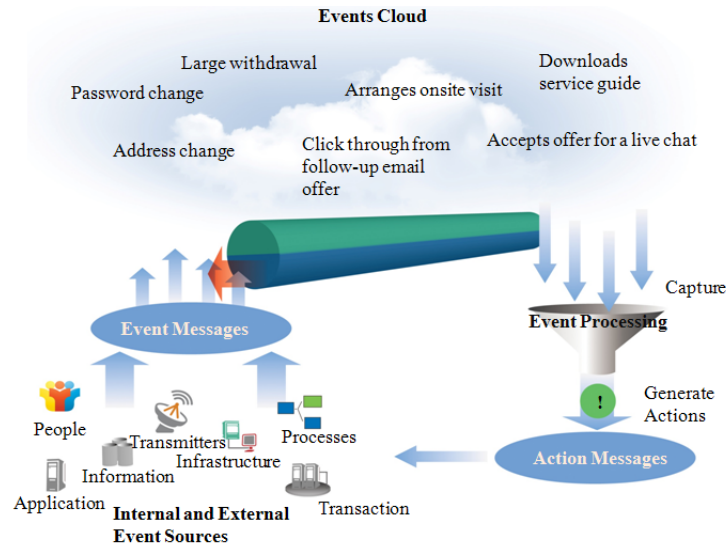 Events Cloud
Large withdrawal
Downloads
service guide
Password change
Arranges onsite visit
Address change
Click through from
follow-up email
offer
Accepts offer for a live chat
Capture
Event Messages
Event Processing
!
Generate
Actions
People
Transmitters
Processes
Information
Infrastructure
Action Messages
Application
Transaction
Internal and External
Event Sources